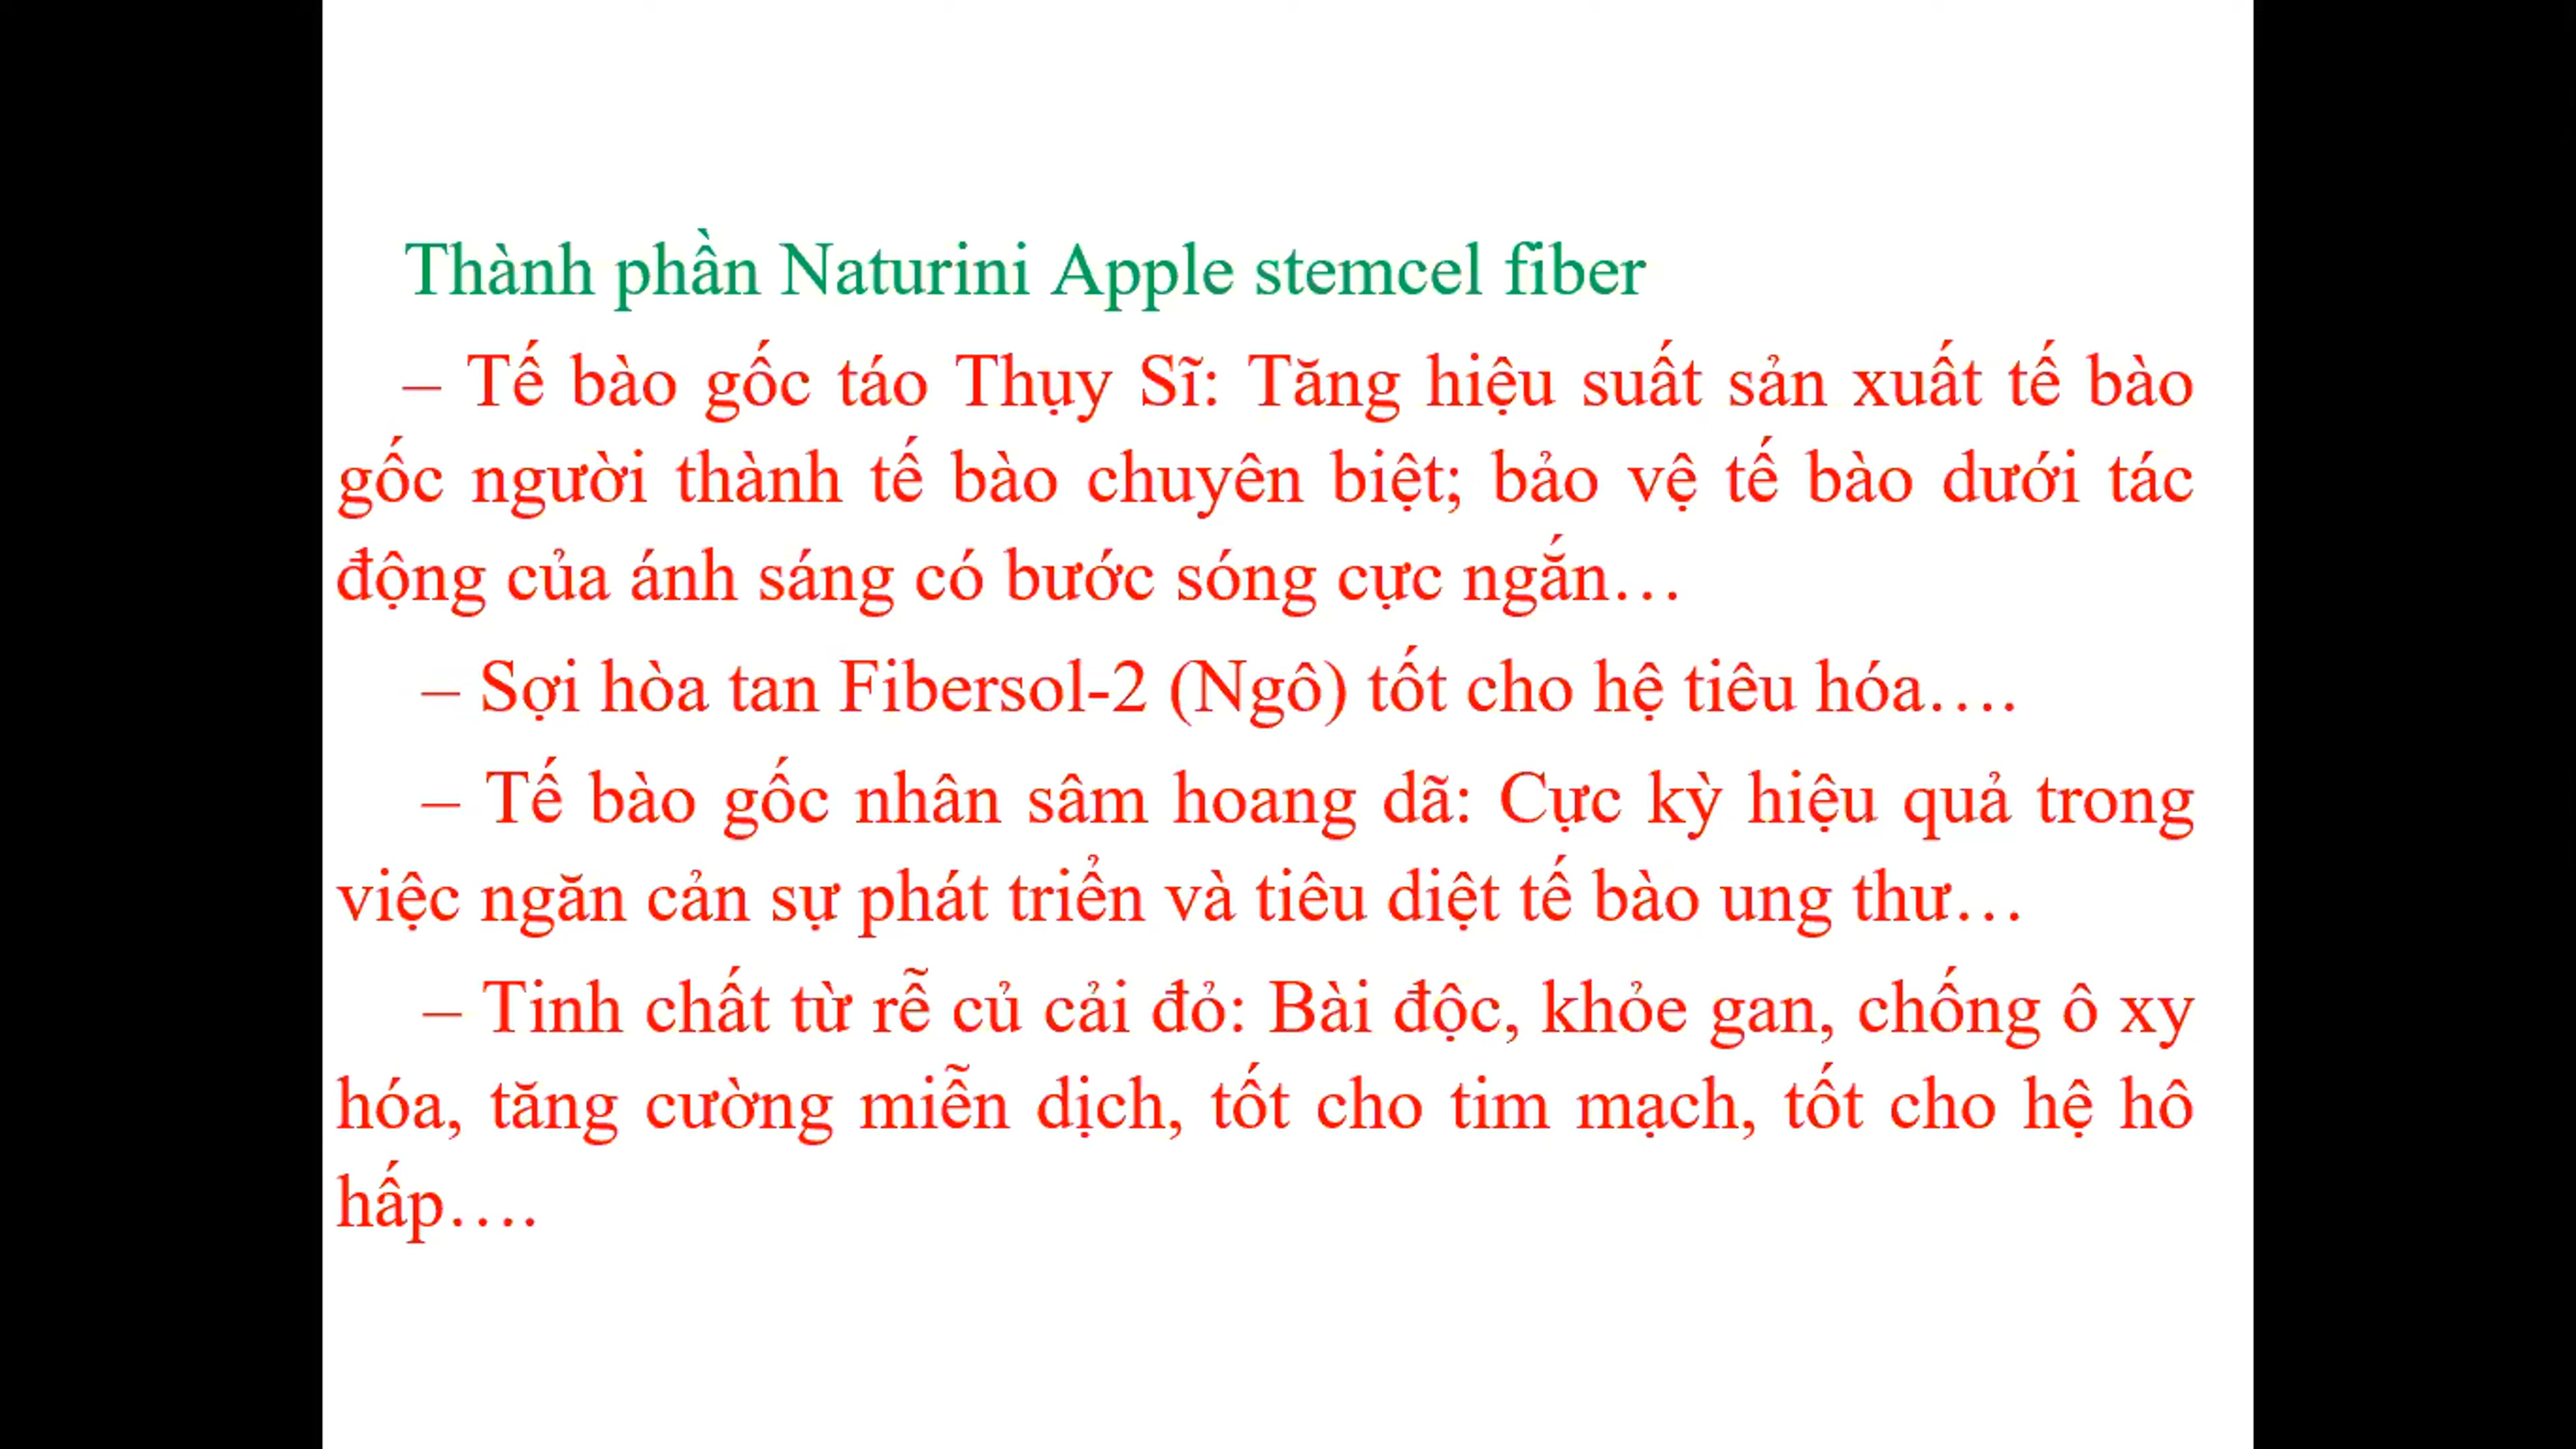 Thành phần Naturini Apple stemcel fiber
– Tế bào gốc táo Thụy Sĩ: Tăng hiệu suất sản xuất tế bào
gốc người thành tế bào chuyên biệt; bảo vệ tế bào dưới tác
động của ánh sáng có bước sóng cực ngắn…
– Sợi hòa tan Fibersol-2 (Ngô) tốt cho hệ tiêu hóa….
– Tế bào gốc nhân sâm hoang dã: Cực kỳ hiệu quả trong
việc ngăn cản sự phát triển và tiêu diệt tế bào ung thư…
– Tinh chất từ rễ củ cải đỏ: Bài độc, khỏe gan, chống ô xy
hóa, tăng cường miễn dịch, tốt cho tim mạch, tốt cho hệ hô
hấp….